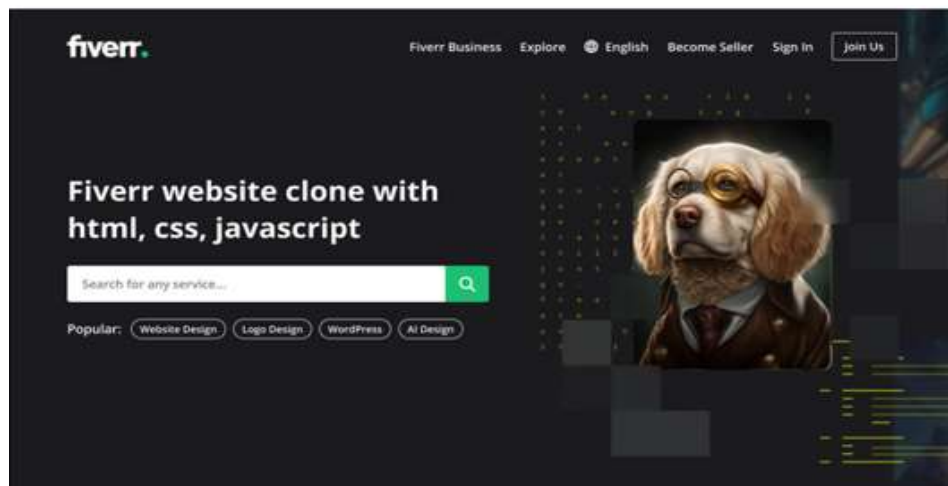 fiverr.
Fiverr Business Explore English Become Seller Sign In Join Us
Fiverr website clone with
html, css, javascript
Search for any service...
Popular: Website Design Logo Design WordPress AI Design